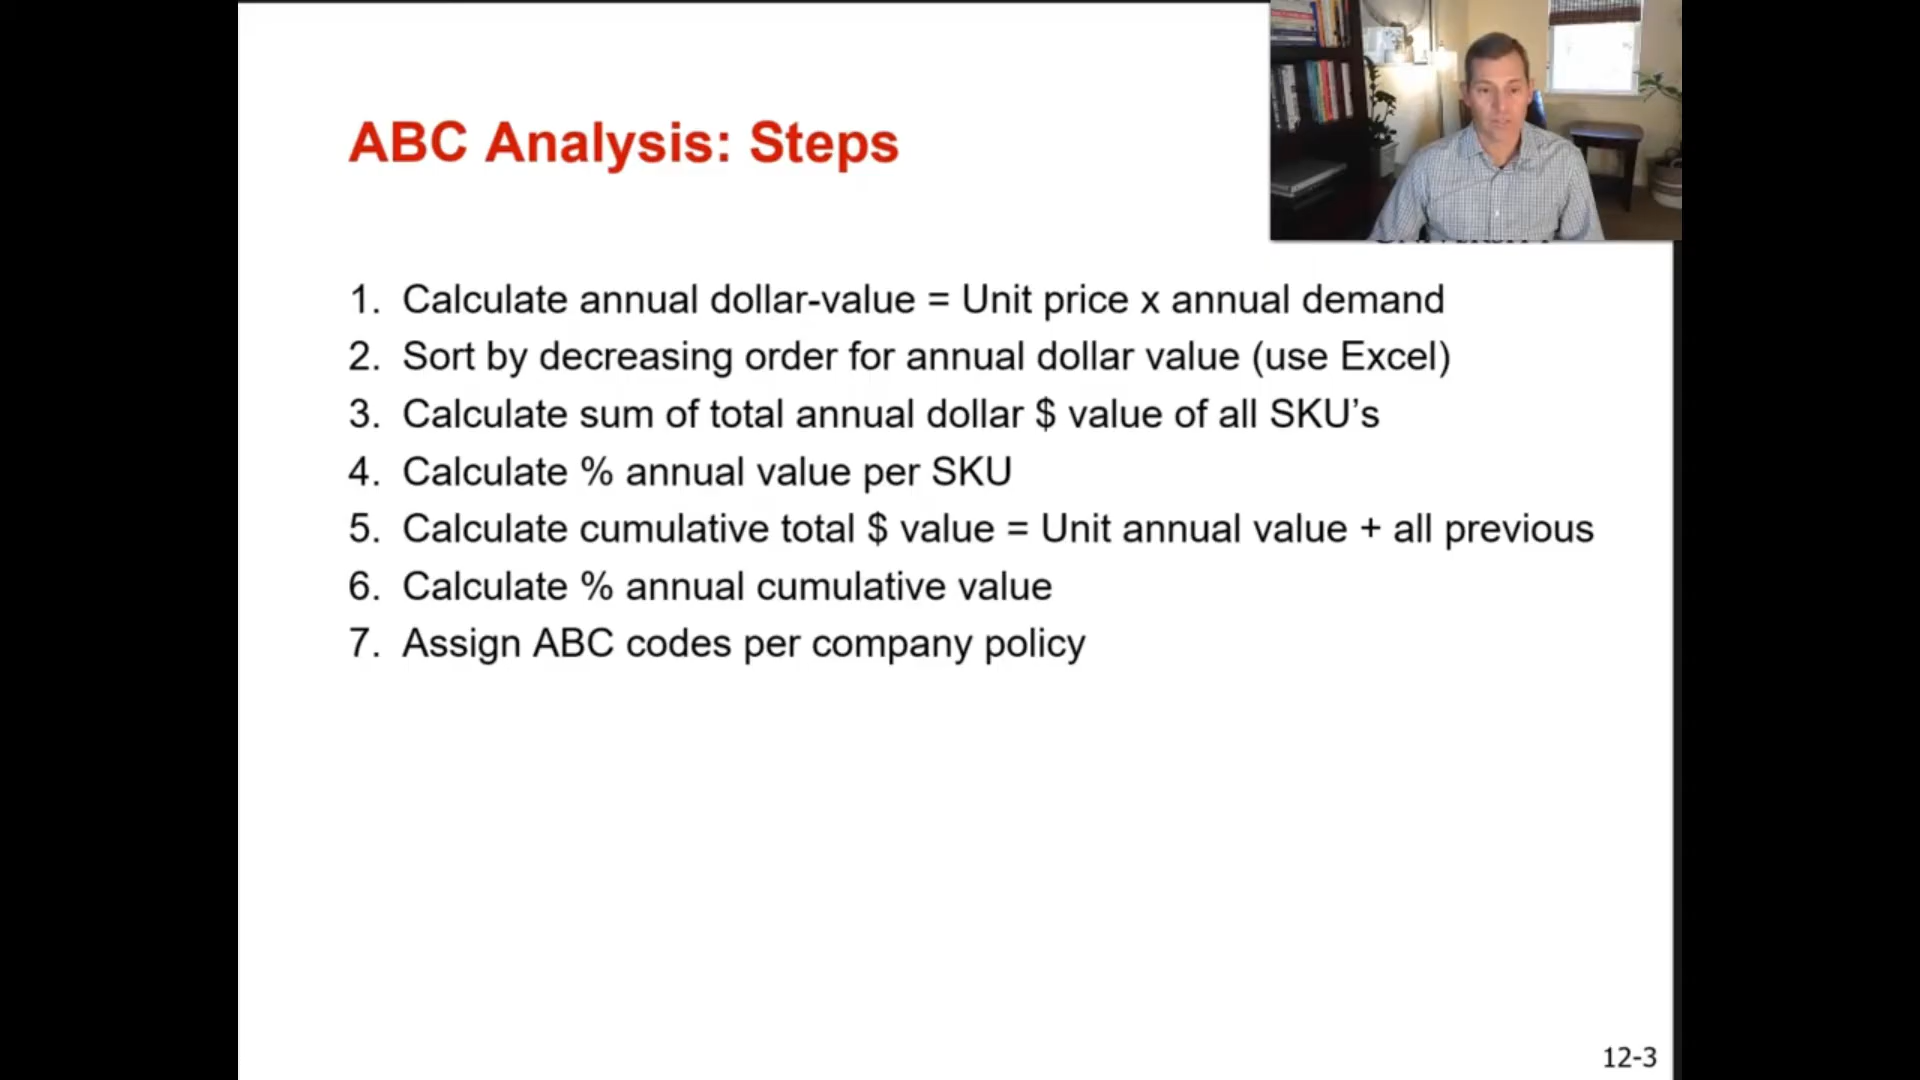 ABC Analysis: Steps
1. Calculate annual dollar-value = Unit price x annual demand
2. Sort by decreasing order for annual dollar value (use Excel)
3. Calculate sum of total annual dollar $ value of all SKU’s
4. Calculate % annual value per SKU
5. Calculate cumulative total $ value = Unit annual value + all previous
6. Calculate % annual cumulative value
7. Assign ABC codes per company policy
12-3